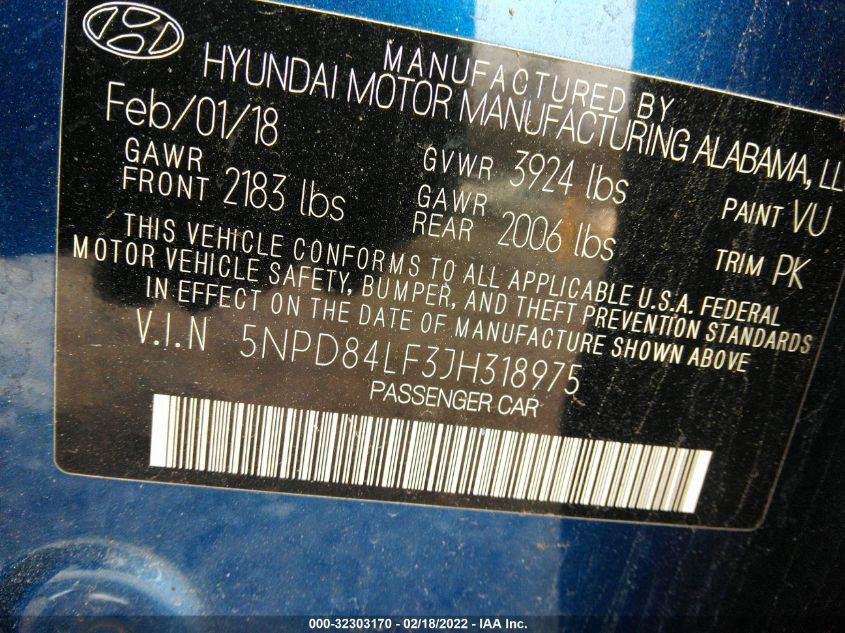 MANUFACTURED BY
HYUNDAI MOTOR MANUFACTURING ALABAMA, LL
Feb/01/18
GAWR FRONT 2183 lbs
GVWR 3924 lbs
GAWR REAR 2006 lbs
PAINT VU
TRIM PK
THIS VEHICLE CONFORMS TO ALL APPLICABLE U.S.A. FEDERAL
MOTOR VEHICLE SAFETY, BUMPER, AND THEFT PREVENTION STANDARDS
IN EFFECT ON THE DATE OF MANUFACTURE SHOWN ABOVE
V.I.N 5NPD84LF3JH318975
PASSENGER CAR
000-32303170 - 02/18/2022 - IAA Inc.